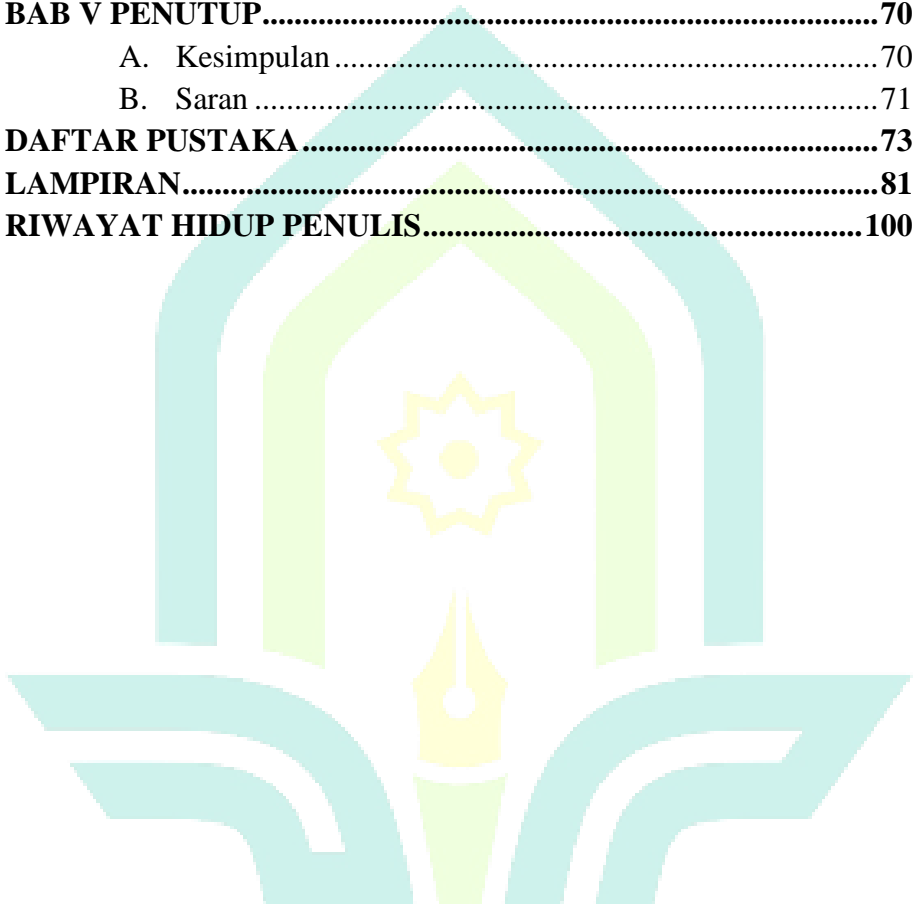 BAB V PENUTUP.......................................................................................70
A. Kesimpulan.............................................................................70
B. Saran........................................................................................71
DAFTAR PUSTAKA..................................................................................73
LAMPIRAN................................................................................................81
RIWAYAT HIDUP PENULIS...............................................................100